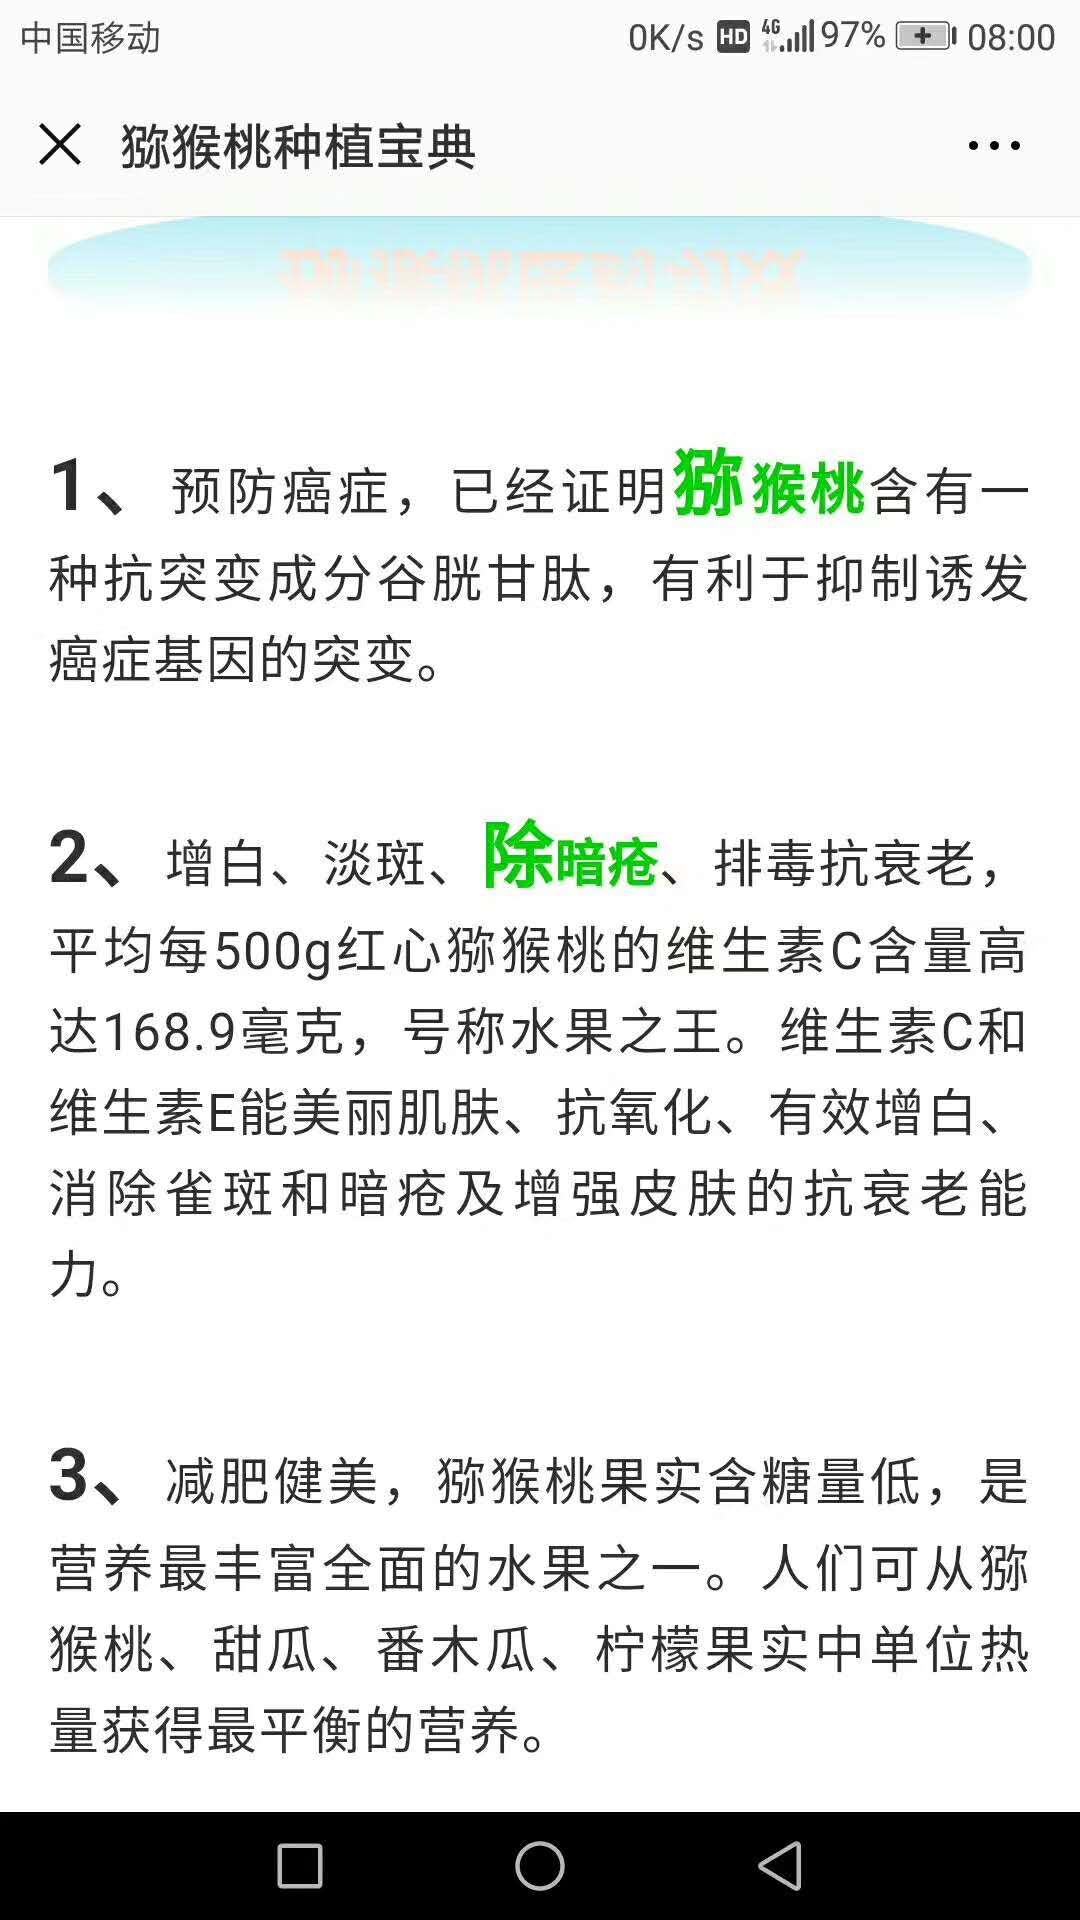 中国移动 0K/s HD 4G 97% 08:00
猕猴桃种植宝典
1、预防癌症，已经证明猕猴桃含有一
种抗突变成分谷胱甘肽，有利于抑制诱发
癌症基因的突变。
2、增白、淡斑、除暗疮、排毒抗衰老，
平均每500g红心猕猴桃的维生素C含量高
达168.9毫克，号称水果之王。维生素C和
维生素E能美丽肌肤、抗氧化、有效增白、
消除雀斑和暗疮及增强皮肤的抗衰老能
力。
3、减肥健美，猕猴桃果实含糖量低，是
营养最丰富全面的水果之一。人们可从猕
猴桃、甜瓜、番木瓜、柠檬果实中单位热
量获得最平衡的营养。